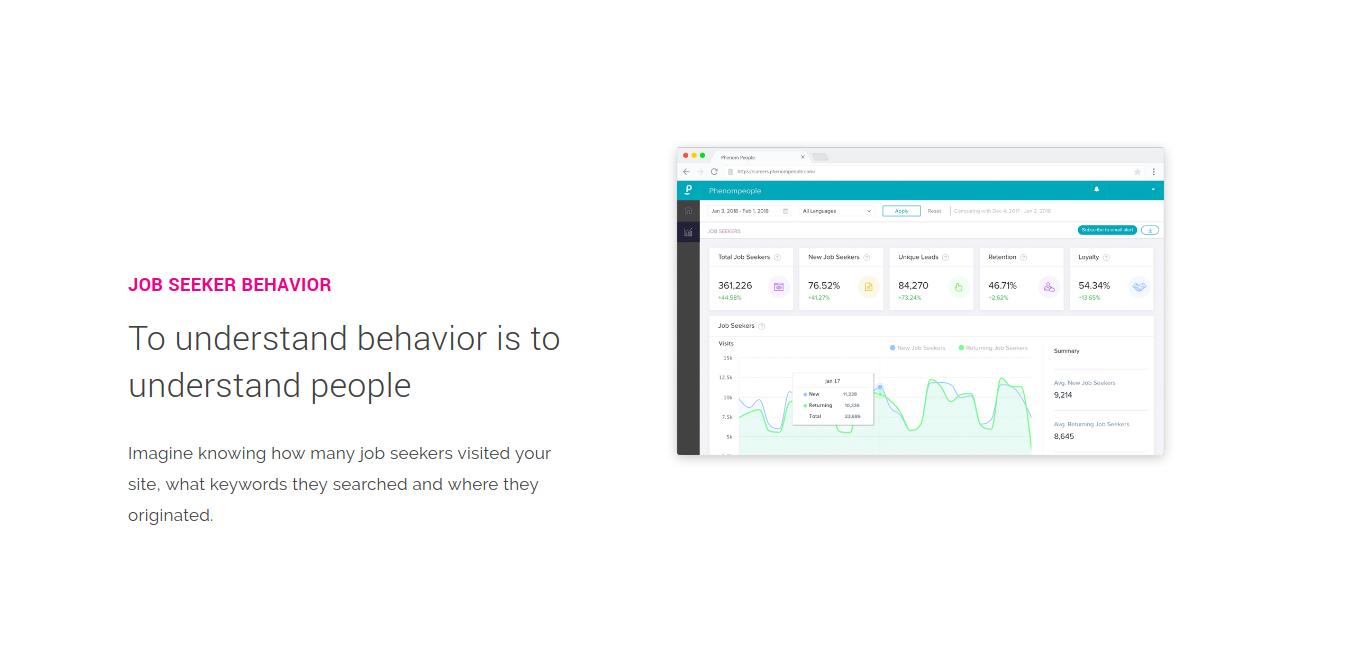 JOB SEEKER BEHAVIOR
To understand behavior is to
understand people
Imagine knowing how many job seekers visited your
site, what keywords they searched and where they
originated.
Phenom People
https://careers.phenompeople.com/
Phenompeople
Jan 3, 2018 - Feb 1, 2018 All Languages Apply Reset Comparing with Dec 4, 2017 - Jan 2, 2018
JOB SEEKERS Subscribe to email alert
Total Job Seekers New Job Seekers Unique Leads Retention Loyalty
361,226 76.52% 84,270 46.71% 54.34%
+44.58% +41.27% +73.24% +2.62% +13.65%
Job Seekers
Visits New Job Seekers Returning Job Seekers Summary
15k
12.5k
10k
7.5k
5k
Jan 17
New 11,228
Returning
Total
Avg. New Job Seekers
9,214
Avg. Returning Job Seekers
8,645